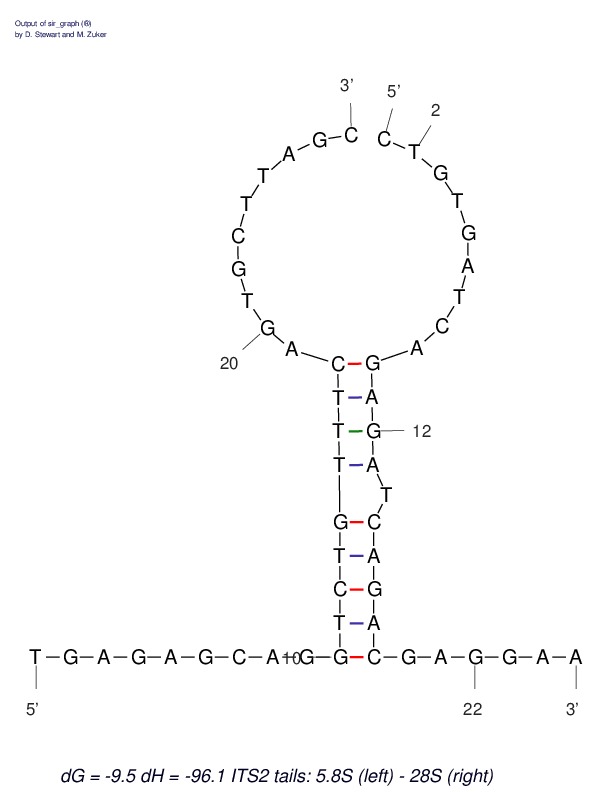 Output of sir_graph (®)
by D. Stewart and M. Zuker
3' 5' 2
C G A T T C G T G A C
C T G T G A T C A G
20
C G
T A
T G 12
T A
T
G C
T A
C G
T A
T G A G A G C A 10 G G C G A G G A A
5' 22 3'
dG = -9.5 dH = -96.1 ITS2 tails: 5.8S (left) - 28S (right)